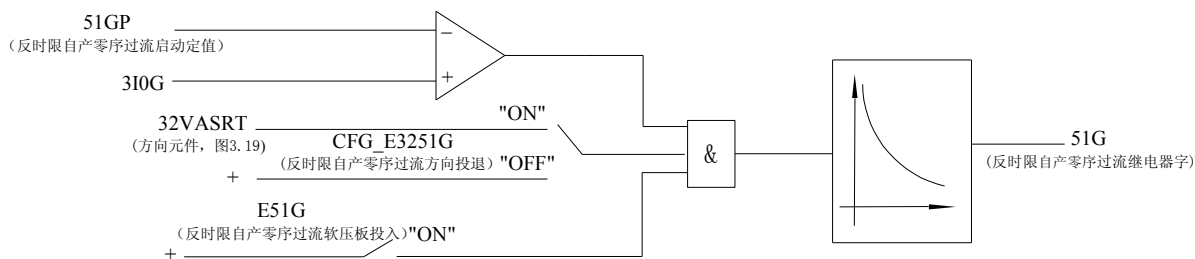 51GP
（反时限自产零序过流启动定值）
−
3I0G
+
32VASRT
（方向元件，图3.19)
"ON"
CFG_E3251G
（反时限自产零序过流方向投退）
"OFF"
+
E51G
（反时限自产零序过流软压板投入）
"ON"
+
&
51G
（反时限自产零序过流继电器字）